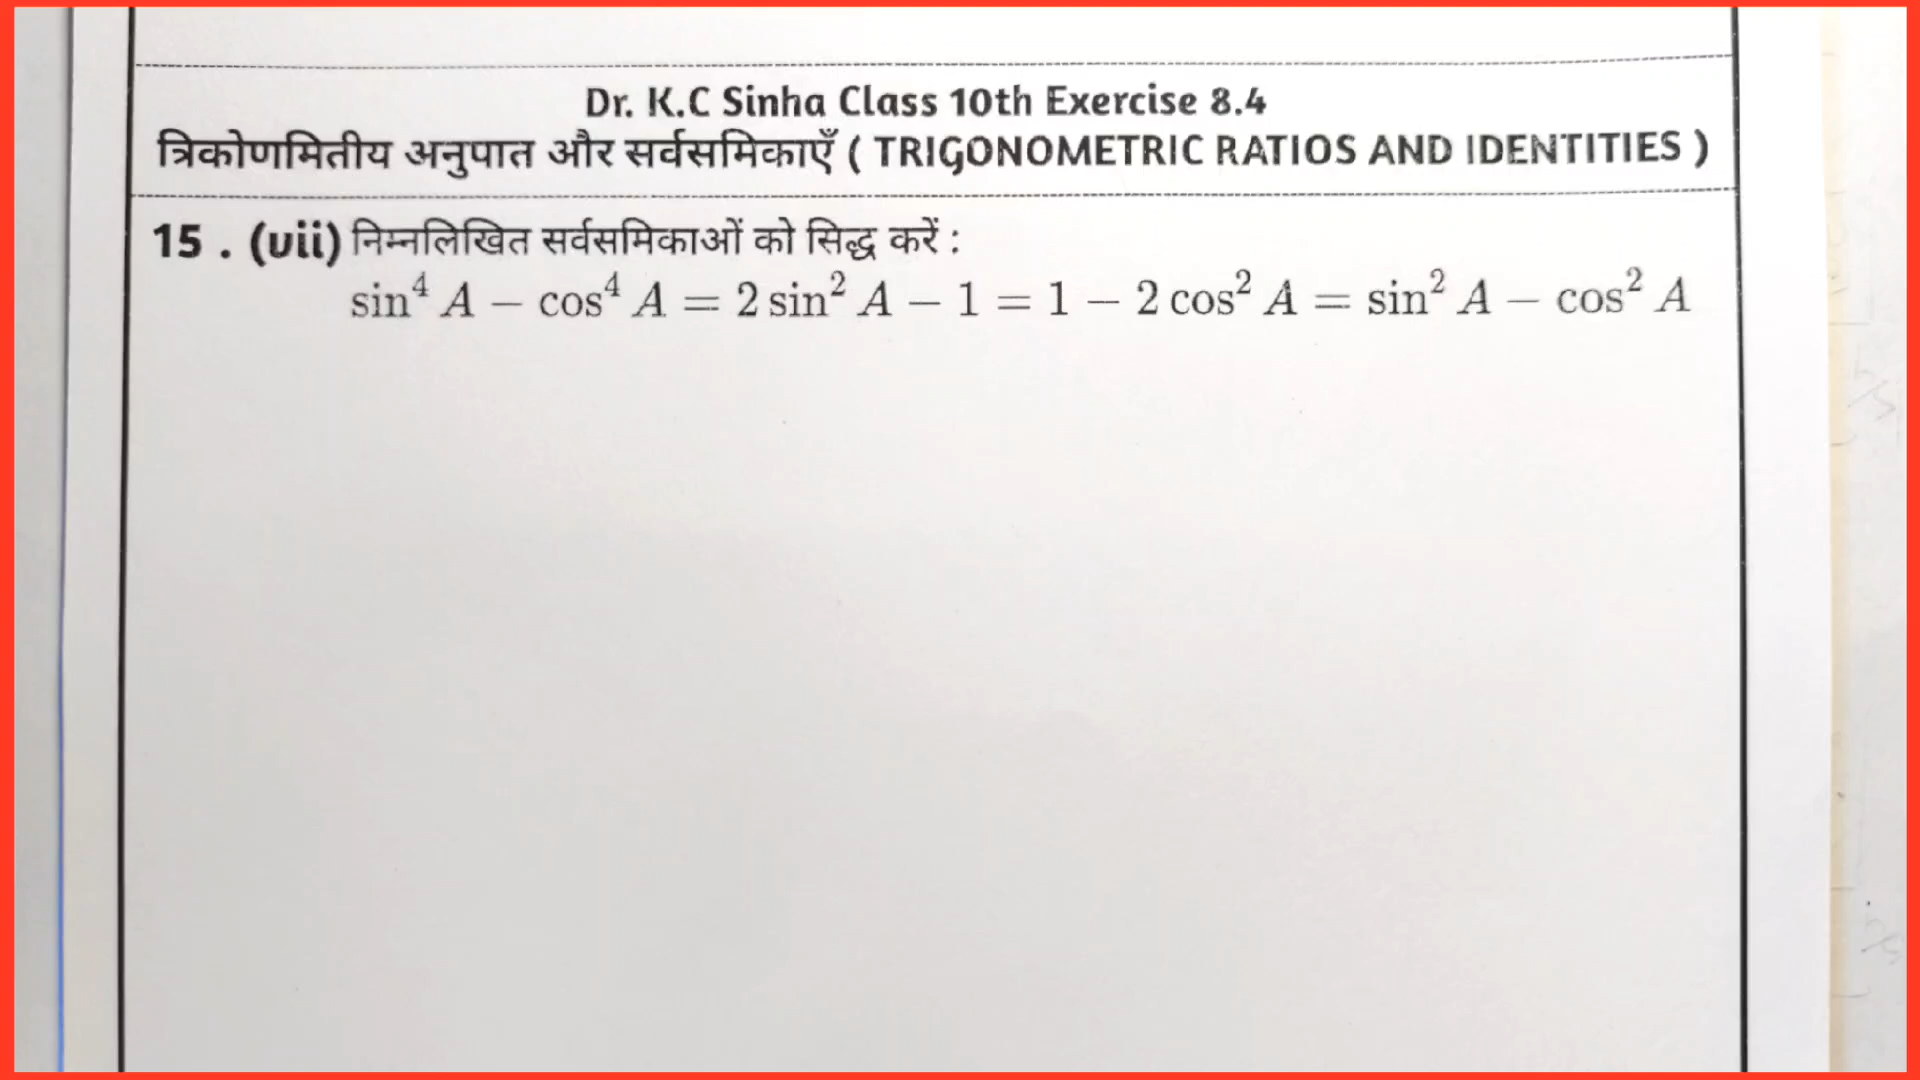 Dr. K.C Sinha Class 10th Exercise 8.4
त्रिकोणमितीय अनुपात और सर्वसमिकाएँ ( TRIGONOMETRIC RATIOS AND IDENTITIES )
15 . (vii) निम्नलिखित सर्वसमिकाओं को सिद्ध करें :
sin⁴ A − cos⁴ A = 2 sin² A − 1 = 1 − 2 cos² A = sin² A − cos² A